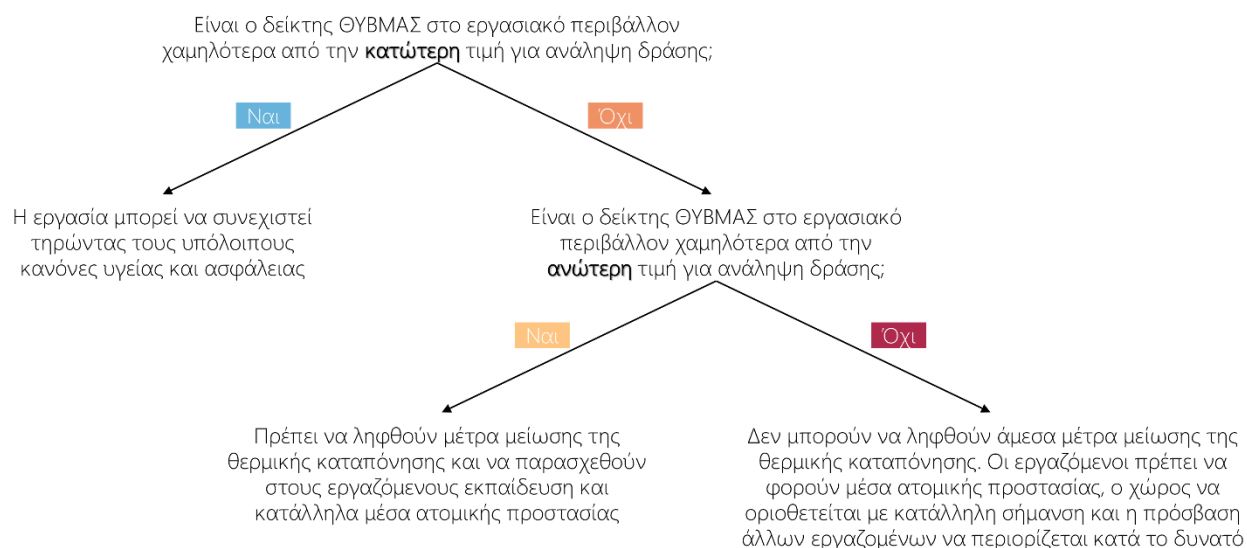 Είναι ο δείκτης ΘΥΒΜΑΣ στο εργασιακό περιβάλλον
χαμηλότερα από την κατώτερη τιμή για ανάληψη δράσης;
Ναι
Όχι
Η εργασία μπορεί να συνεχιστεί
τηρώντας τους υπόλοιπους
κανόνες υγείας και ασφάλειας
Είναι ο δείκτης ΘΥΒΜΑΣ στο εργασιακό
περιβάλλον χαμηλότερα από την
ανώτερη τιμή για ανάληψη δράσης;
Ναι
Όχι
Πρέπει να ληφθούν μέτρα μείωσης της
θερμικής καταπόνησης και να παρασχεθούν
στους εργαζόμενους εκπαίδευση και
κατάλληλα μέσα ατομικής προστασίας
Δεν μπορούν να ληφθούν άμεσα μέτρα μείωσης της
θερμικής καταπόνησης. Οι εργαζόμενοι πρέπει να
φορούν μέσα ατομικής προστασίας, ο χώρος να
οριοθετείται με κατάλληλη σήμανση και η πρόσβαση
άλλων εργαζομένων να περιορίζεται κατά το δυνατό